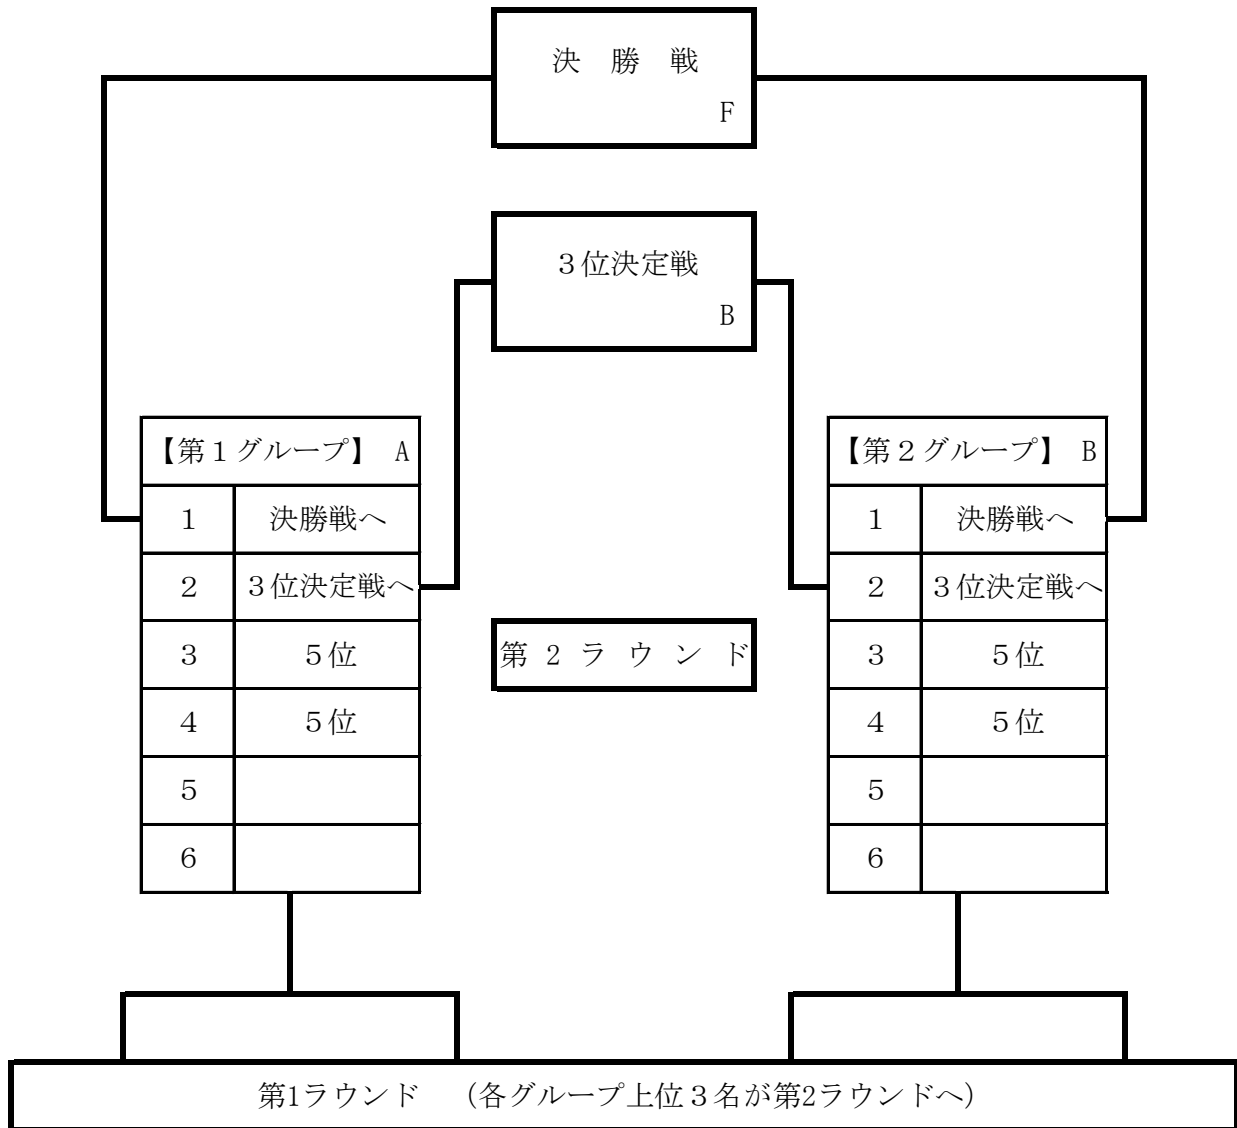 決　勝　戦
F
３位決定戦
B
【第１グループ】 A
1 決勝戦へ
2 ３位決定戦へ
3 ５位
4 ５位
5
6
【第２グループ】 B
1 決勝戦へ
2 ３位決定戦へ
3 ５位
4 ５位
5
6
第 2 ラ ウ ン ド
第1ラウンド　（各グループ上位３名が第2ラウンドへ）